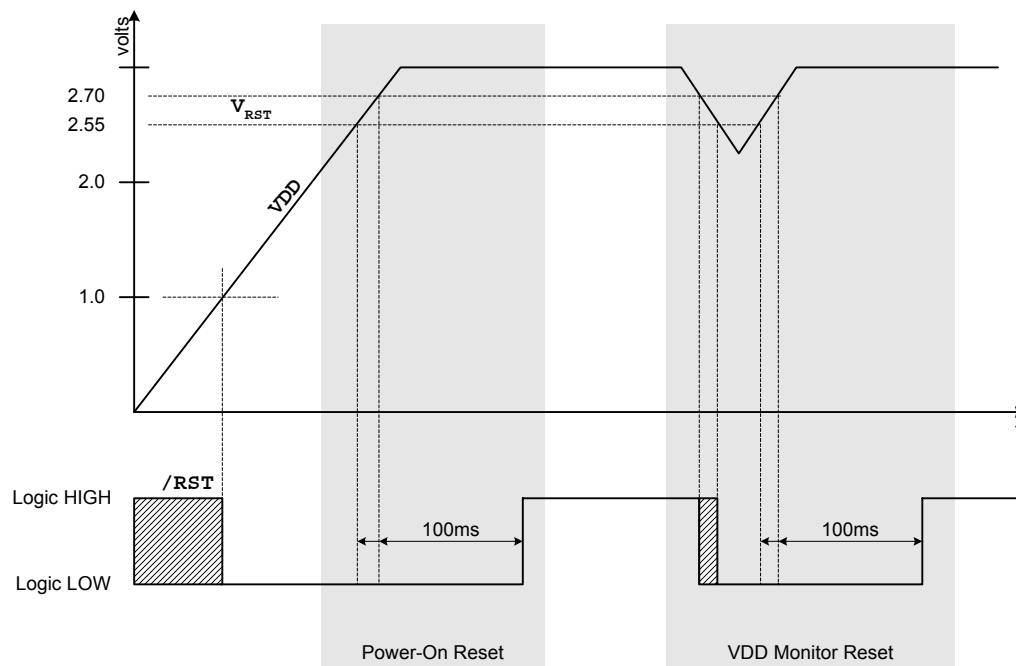 volts
2.70
V_RST
2.55
2.0
VDD
1.0
/RST
Logic HIGH
100ms
100ms
Logic LOW
Power-On Reset
VDD Monitor Reset